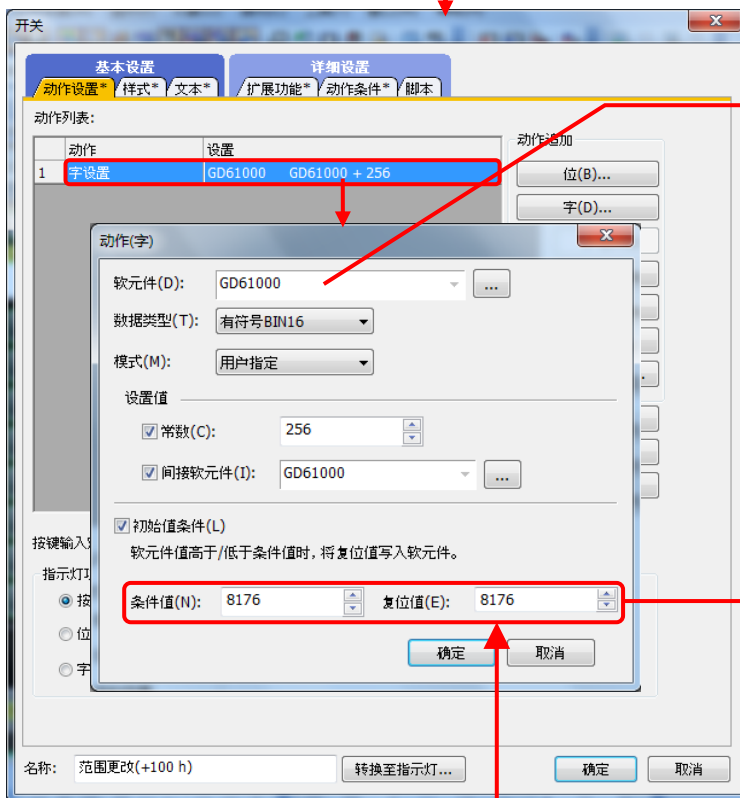 开关
基本设置 详细设置
动作设置* 样式* 文本* 扩展功能* 动作条件* 脚本
动作列表:
动作 设置
1 字设置 GD61000 GD61000 + 256
动作追加
位(B)...
字(D)...
动作(字)
软元件(D): GD61000 ...
数据类型(T): 有符号BIN16
模式(M): 用户指定
设置值
常数(C): 256
间接软元件(I): GD61000 ...
初始值条件(L)
软元件值高于/低于条件值时，将复位值写入软元件。
条件值(N): 8176 复位值(E): 8176
确定 取消
按键输入
指示灯
按
位
字
名称: 范围更改(+100 h) 转换至指示灯... 确定 取消